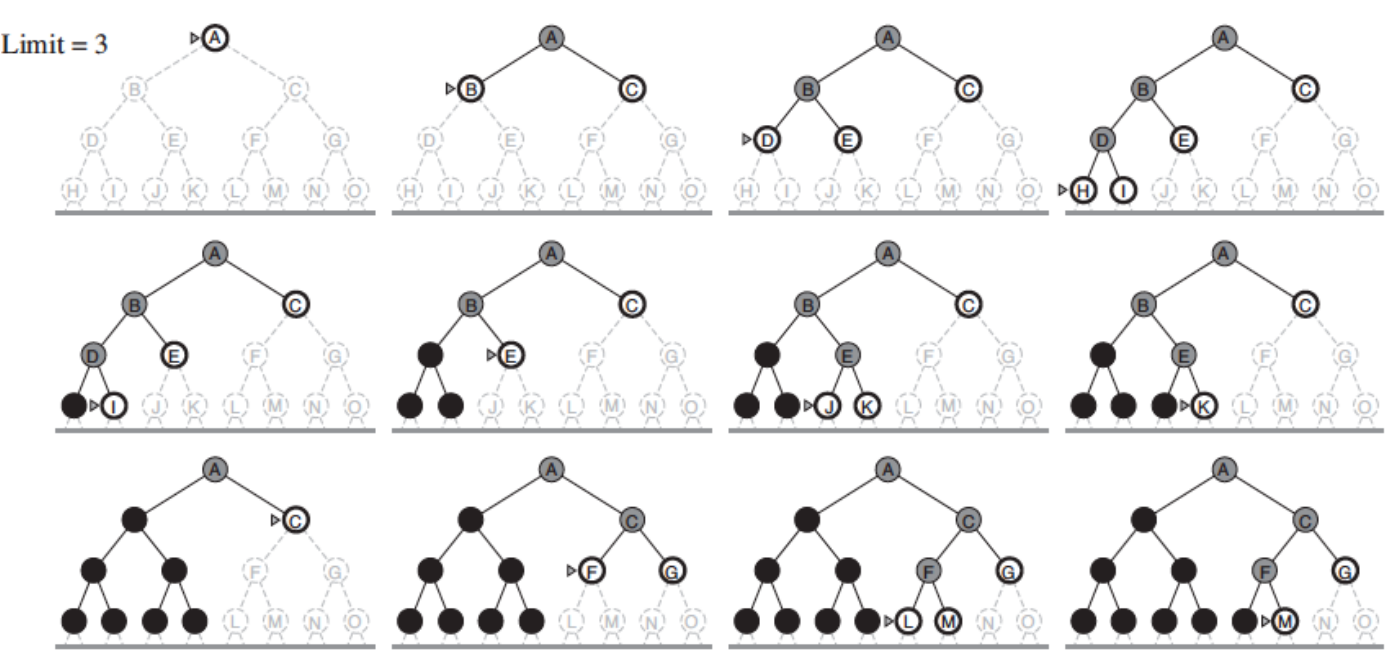 Limit = 3 A A A A
B C B C B C B C
D E F G D E F G D E F G D E F G
H I J K L M N O H I J K L M N O H I J K L M N O H I J K L M N O
A A A A
B C B C B C B C
D E F G E F G E F G E F G
I J K L M N O J K L M N O J K L M N O K L M N O
A A A A
C C C C
F G F G F G F G
L M N O L M N O L M N O M N O